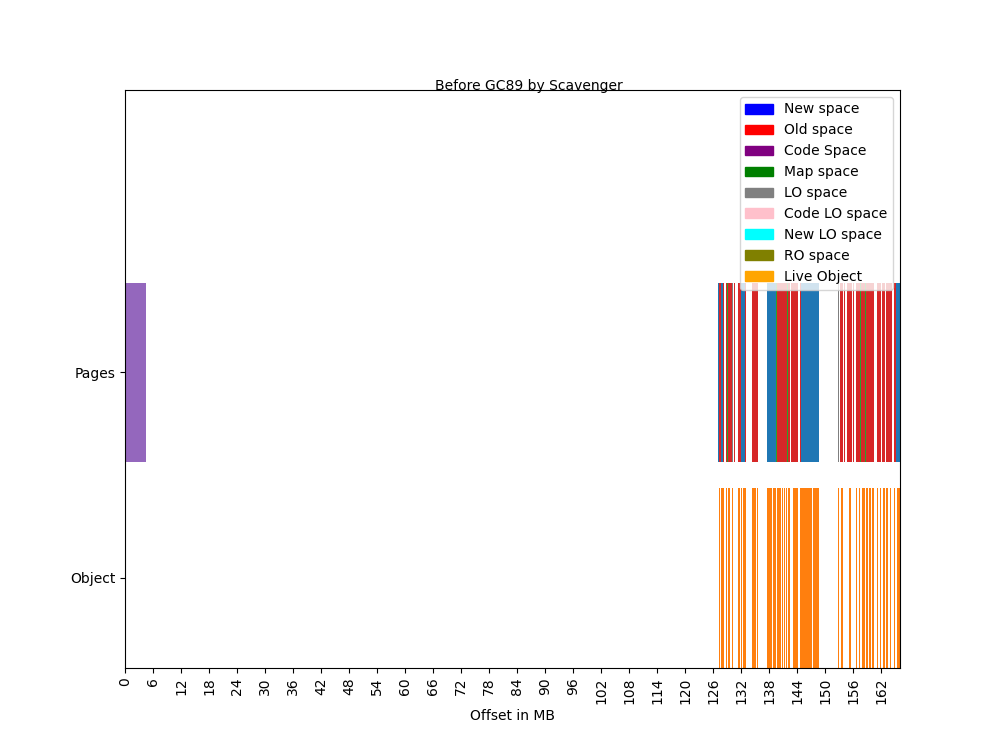 Before GC89 by Scavenger
New space
Old space
Code Space
Map space
LO space
Code LO space
New LO space
RO space
Live Object
Pages
Object
0 6 12 18 24 30 36 42 48 54 60 66 72 78 84 90 96 102 108 114 120 126 132 138 144 150 156 162
Offset in MB